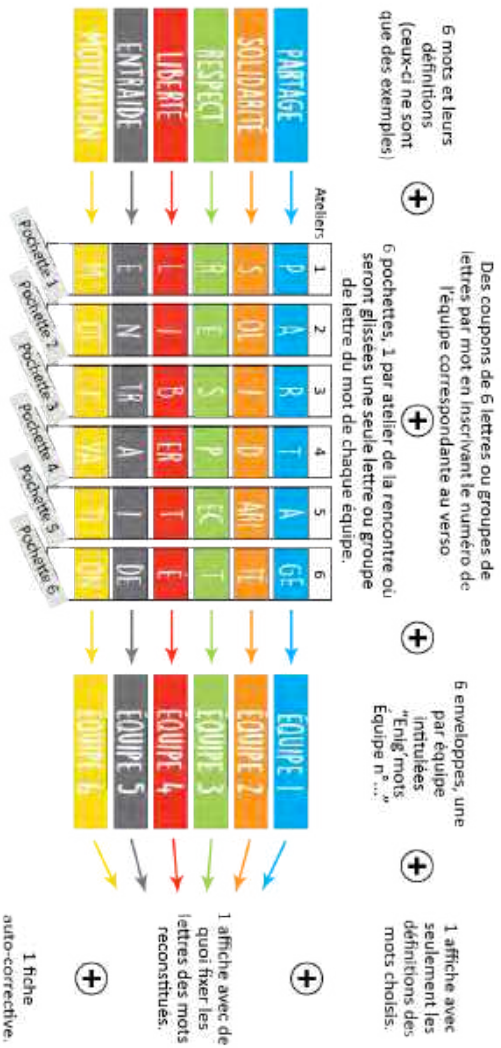 6 mots et leurs
définitions
(ceux-ci ne sont
que des exemples)
+
Des coupons de 6 lettres ou groupes de
lettres par mot en inscrivant le numéro de
l'équipe correspondante au verso
+
6 enveloppes, une
par équipe
intitulées
"Enig'mots
Equipe n°..."
+
1 affiche avec
seulement les
définitions des
mots choisis.
+
1 affiche avec de
quoi fixer les
lettres des mots
reconstitués.
+
1 fiche
auto-corrective.
+
6 pochettes, 1 par atelier de la rencontre où
seront glissées une seule lettre ou groupe
de lettre du mot de chaque équipe.
Ateliers 1 2 3 4 5 6
PARTAGE P A R T A GE ÉQUIPE 1
SOLIDARITÉ S OL I D ARI TÉ ÉQUIPE 2
RESPECT R E S P EC T ÉQUIPE 3
LIBERTÉ L I B ER T É ÉQUIPE 4
ENTRAIDE E N TR A I DE ÉQUIPE 5
MOTIVATION M OT I VA TI ON ÉQUIPE 6
Pochette 1
Pochette 2
Pochette 3
Pochette 4
Pochette 5
Pochette 6